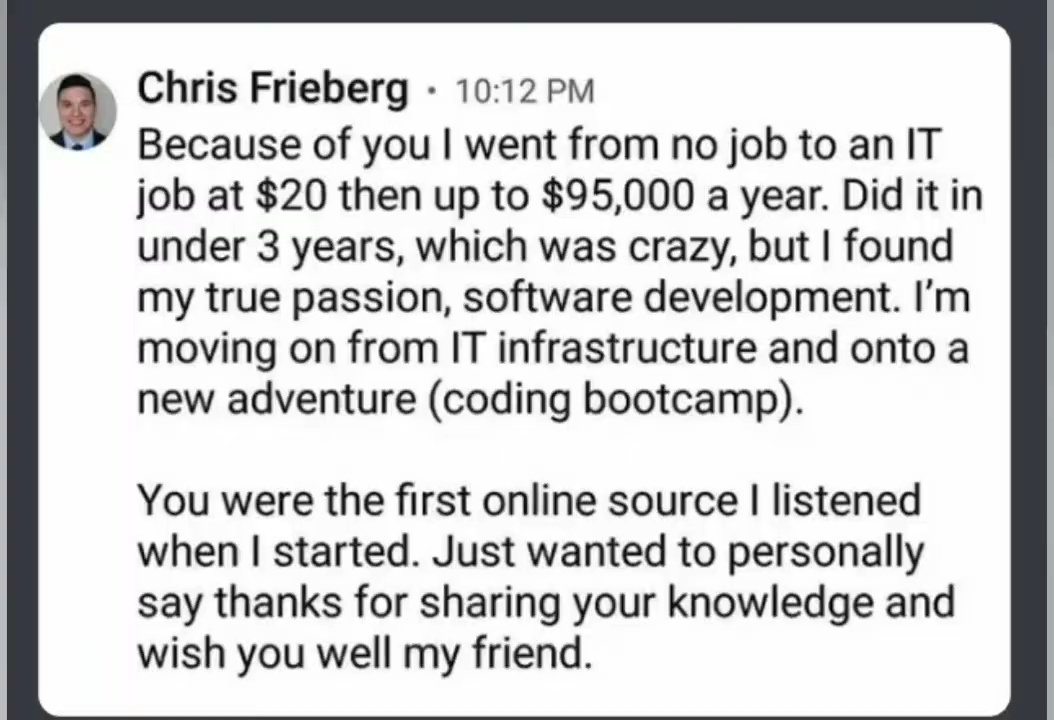 Chris Frieberg · 10:12 PM
Because of you I went from no job to an IT
job at $20 then up to $95,000 a year. Did it in
under 3 years, which was crazy, but I found
my true passion, software development. I'm
moving on from IT infrastructure and onto a
new adventure (coding bootcamp).
You were the first online source I listened
when I started. Just wanted to personally
say thanks for sharing your knowledge and
wish you well my friend.